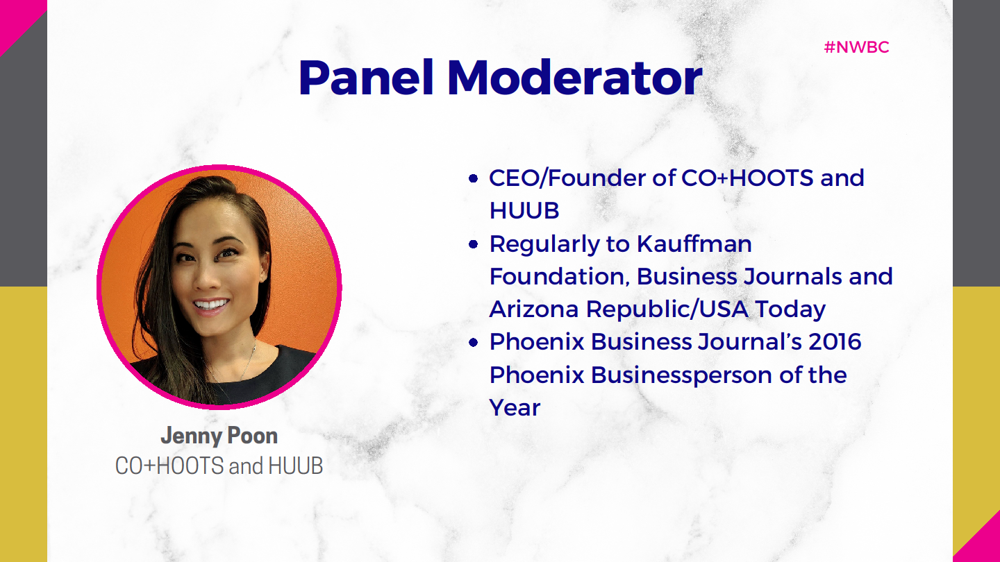 #NWBC
Panel Moderator
• CEO/Founder of CO+HOOTS and
HUUB
• Regularly to Kauffman
Foundation, Business Journals and
Arizona Republic/USA Today
• Phoenix Business Journal’s 2016
Phoenix Businessperson of the
Year
Jenny Poon
CO+HOOTS and HUUB